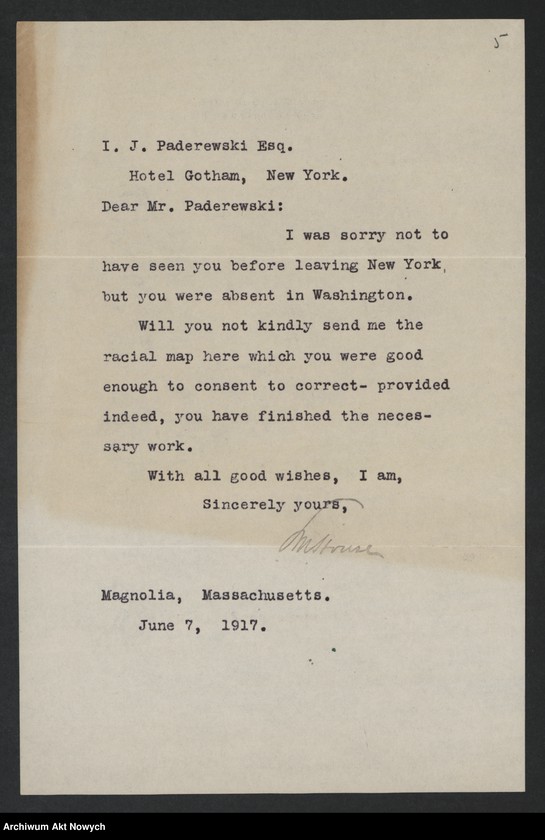 5
I. J. Paderewski Esq.
Hotel Gotham, New York.
Dear Mr. Paderewski:
I was sorry not to
have seen you before leaving New York,
but you were absent in Washington.
Will you not kindly send me the
racial map here which you were good
enough to consent to correct- provided
indeed, you have finished the neces-
sary work.
With all good wishes, I am,
Sincerely yours,
EM House
Magnolia, Massachusetts.
June 7, 1917.
Archiwum Akt Nowych